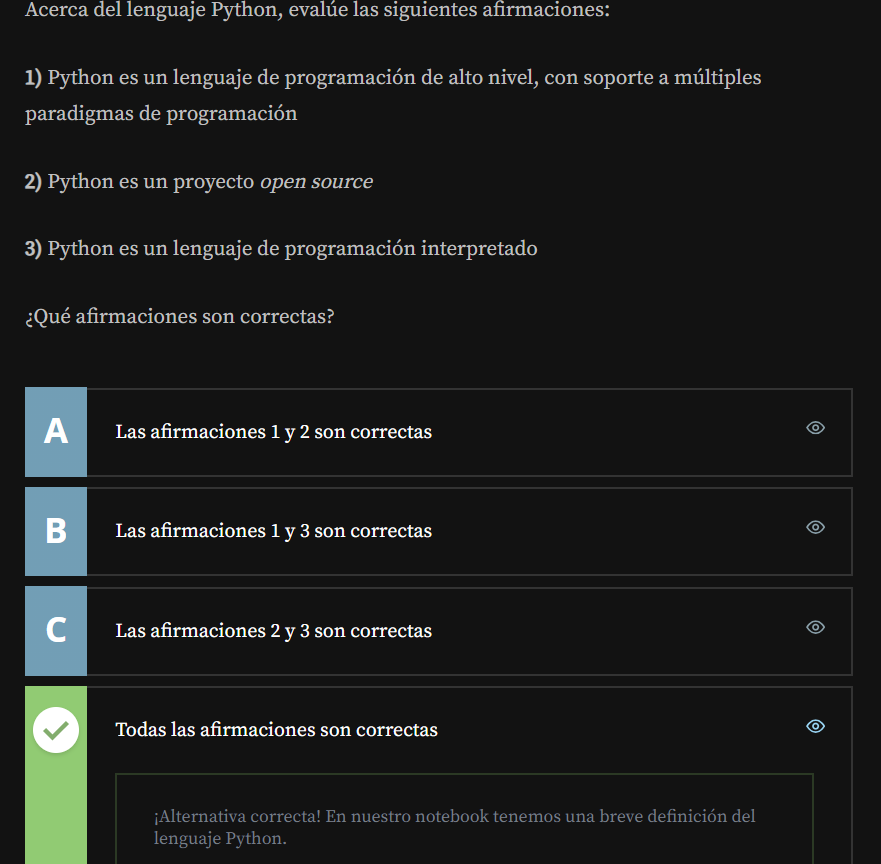 Acerca del lenguaje Python, evalúe las siguientes afirmaciones:
1) Python es un lenguaje de programación de alto nivel, con soporte a múltiples
paradigmas de programación
2) Python es un proyecto open source
3) Python es un lenguaje de programación interpretado
¿Qué afirmaciones son correctas?
A Las afirmaciones 1 y 2 son correctas
B Las afirmaciones 1 y 3 son correctas
C Las afirmaciones 2 y 3 son correctas
Todas las afirmaciones son correctas
¡Alternativa correcta! En nuestro notebook tenemos una breve definición del
lenguaje Python.